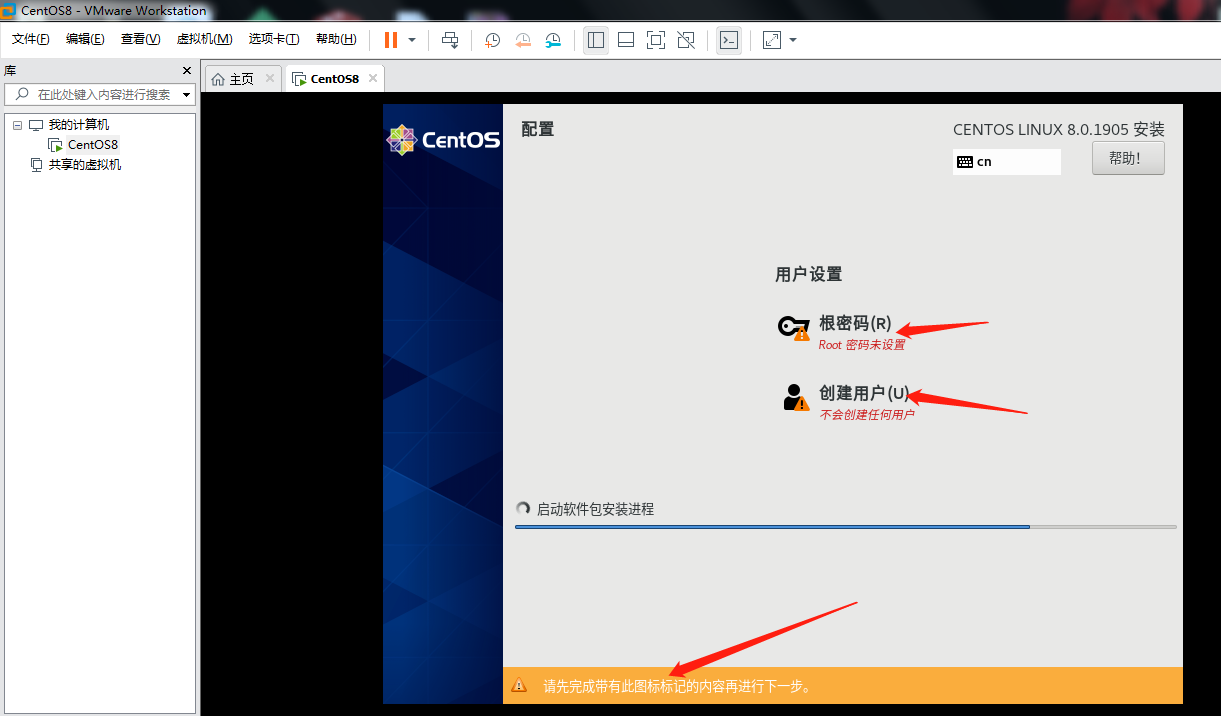 CentOS8 - VMware Workstation
文件(F) 编辑(E) 查看(V) 虚拟机(M) 选项卡(T) 帮助(H)
库
在此处键入内容进行搜索
我的计算机
CentOS8
共享的虚拟机
主页 CentOS8
CentOS
配置
CENTOS LINUX 8.0.1905 安装
cn
帮助！
用户设置
根密码(R)
Root 密码未设置
创建用户(U)
不会创建任何用户
启动软件包安装进程
请先完成带有此图标标记的内容再进行下一步。